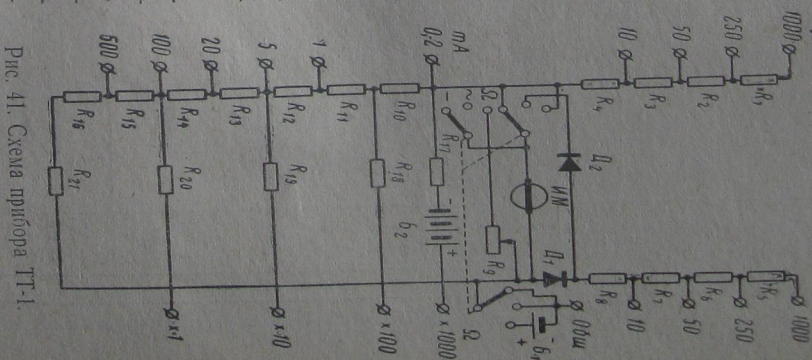 1000
250
50
10
mA
0,2
1
5
20
100
500
R₁
R₂
R₃
R₄
R₁₀
R₁₁
R₁₂
R₁₃
R₁₄
R₁₅
R₁₆
Ω
~
-
R₁₇
R₁₈
R₁₉
R₂₀
R₂₁
Д₂
ИМ
Б₂
- +
R₉
Д₁
R₈
R₇
R₆
R₅
Ω
Б₁
- +
Общ
10
50
250
1000
×1000
×100
×10
×1
Рис. 41. Схема прибора ТТ-1.